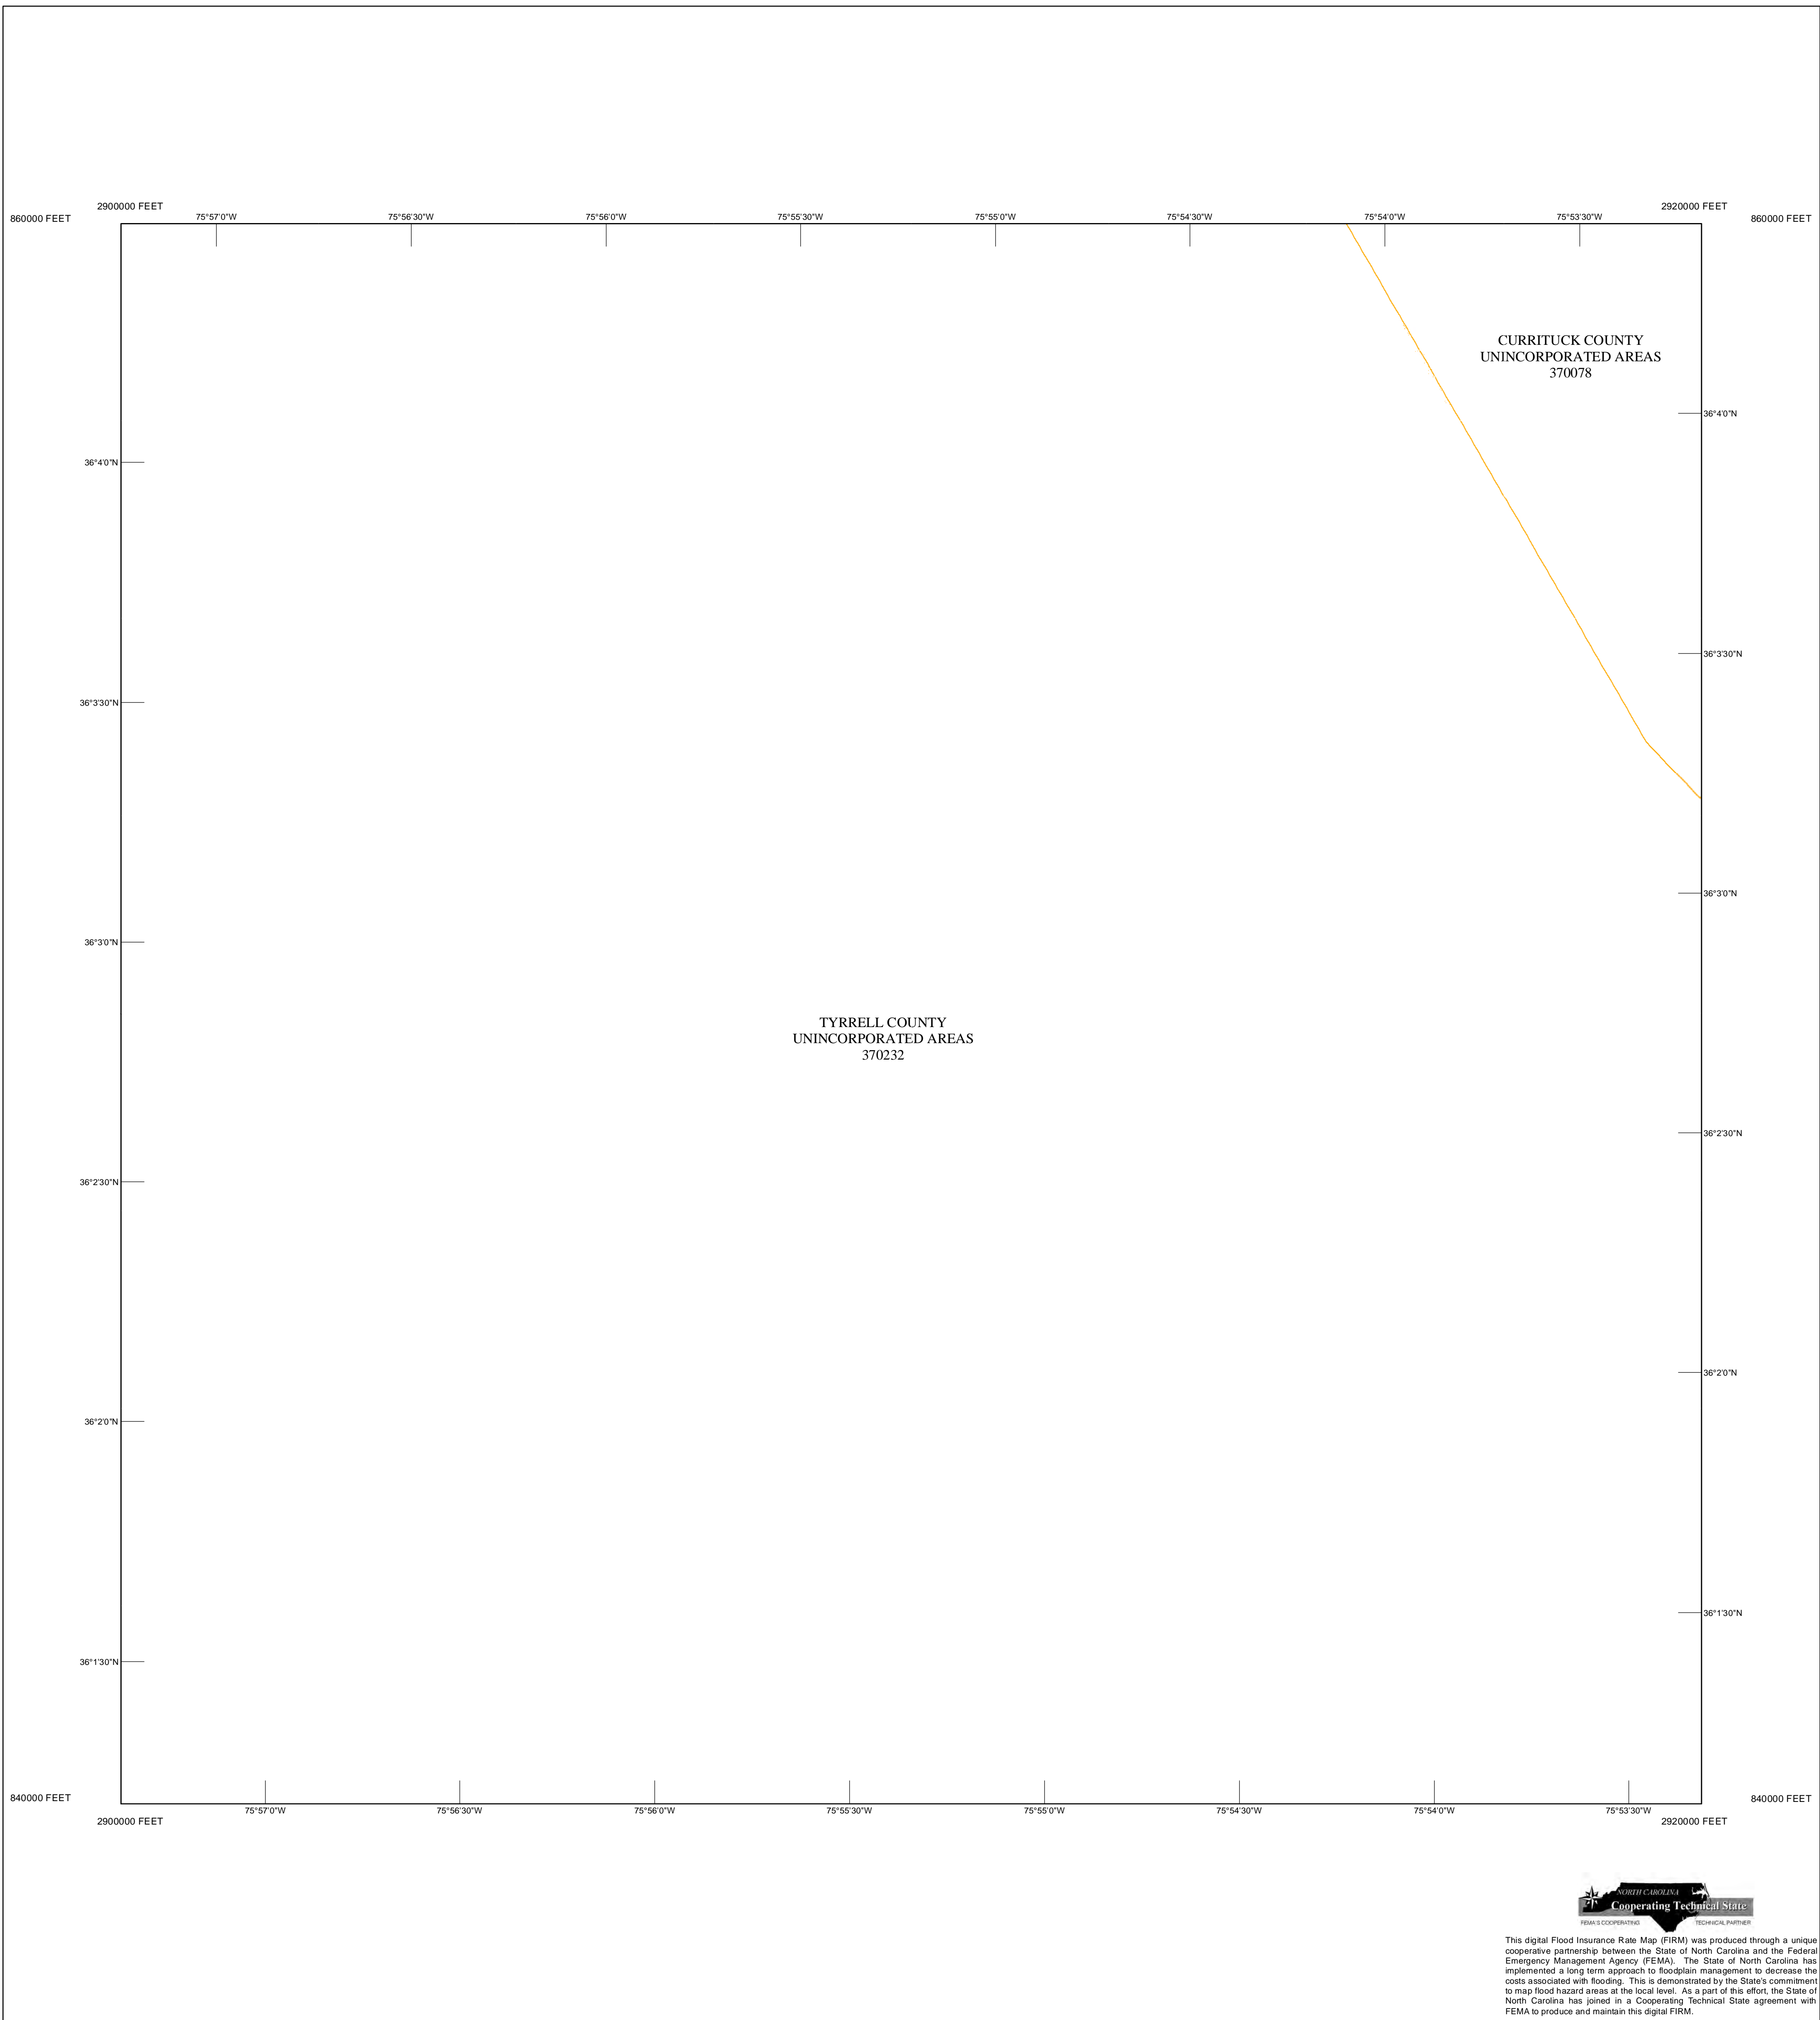 2900000 FEET
2920000 FEET
860000 FEET
75°57'0"W
75°56'30"W
75°56'0"W
75°55'30"W
75°55'0"W
75°54'30"W
75°54'0"W
75°53'30"W
860000 FEET
CURRITUCK COUNTY
UNINCORPORATED AREAS
370078
36°4'0"N
36°4'0"N
36°3'30"N
36°3'30"N
36°3'0"N
36°3'0"N
TYRRELL COUNTY
UNINCORPORATED AREAS
370232
36°2'30"N
36°2'30"N
36°2'0"N
36°2'0"N
36°1'30"N
36°1'30"N
840000 FEET
840000 FEET
75°57'0"W
75°56'30"W
75°56'0"W
75°55'30"W
75°55'0"W
75°54'30"W
75°54'0"W
75°53'30"W
2900000 FEET
2920000 FEET
NORTH CAROLINA
Cooperating Technical State
FEMA'S COOPERATING TECHNICAL PARTNER
This digital Flood Insurance Rate Map (FIRM) was produced through a unique
cooperative partnership between the State of North Carolina and the Federal
Emergency Management Agency (FEMA). The State of North Carolina has
implemented a long term approach to floodplain management to decrease the
costs associated with flooding. This is demonstrated by the State's commitment
to map flood hazard areas at the local level. As a part of this effort, the State of
North Carolina has joined in a Cooperating Technical State agreement with
FEMA to produce and maintain this digital FIRM.